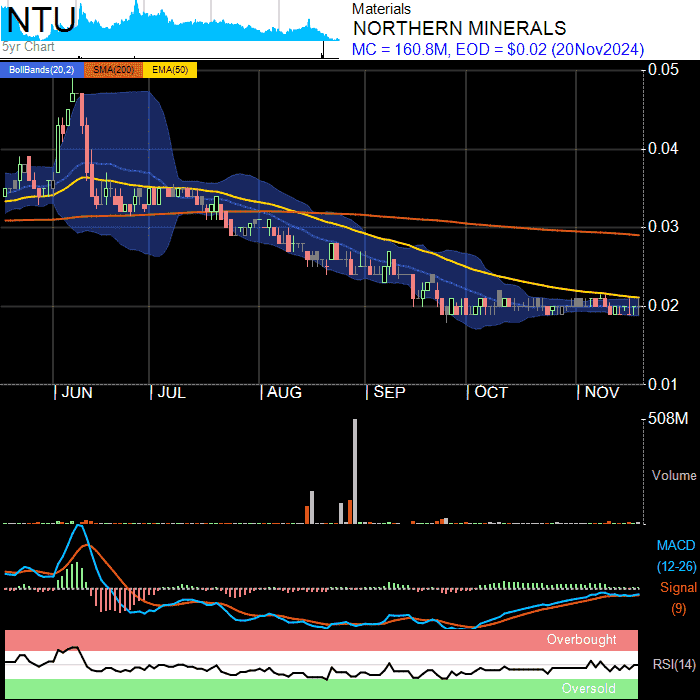 NTU
5yr Chart
Materials
NORTHERN MINERALS
MC = 160.8M, EOD = $0.02 (20Nov2024)
BollBands(20,2) SMA(200) EMA(50)
0.05
0.04
0.03
0.02
0.01
JUN JUL AUG SEP OCT NOV
508M
Volume
MACD
(12-26)
Signal
(9)
Overbought
RSI(14)
Oversold